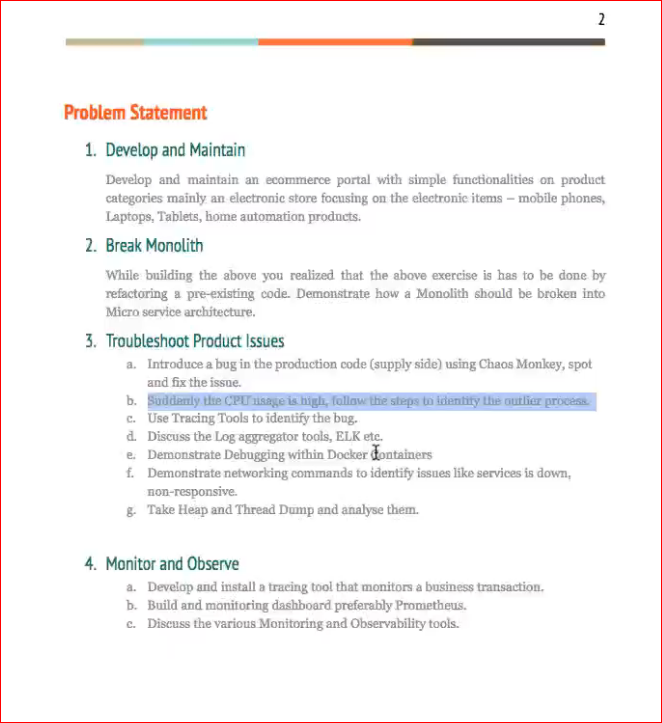 2
Problem Statement
1. Develop and Maintain
Develop and maintain an ecommerce portal with simple functionalities on product
categories mainly an electronic store focusing on the electronic items – mobile phones,
Laptops, Tablets, home automation products.
2. Break Monolith
While building the above you realized that the above exercise is has to be done by
refactoring a pre-existing code. Demonstrate how a Monolith should be broken into
Micro service architecture.
3. Troubleshoot Product Issues
a. Introduce a bug in the production code (supply side) using Chaos Monkey, spot
and fix the issue.
b. Suddenly the CPU usage is high, follow the steps to identify the outlier process.
c. Use Tracing Tools to identify the bug.
d. Discuss the Log aggregator tools, ELK etc.
e. Demonstrate Debugging within Docker Containers
f. Demonstrate networking commands to identify issues like services is down,
non-responsive.
g. Take Heap and Thread Dump and analyse them.
4. Monitor and Observe
a. Develop and install a tracing tool that monitors a business transaction.
b. Build and monitoring dashboard preferably Prometheus.
c. Discuss the various Monitoring and Observability tools.